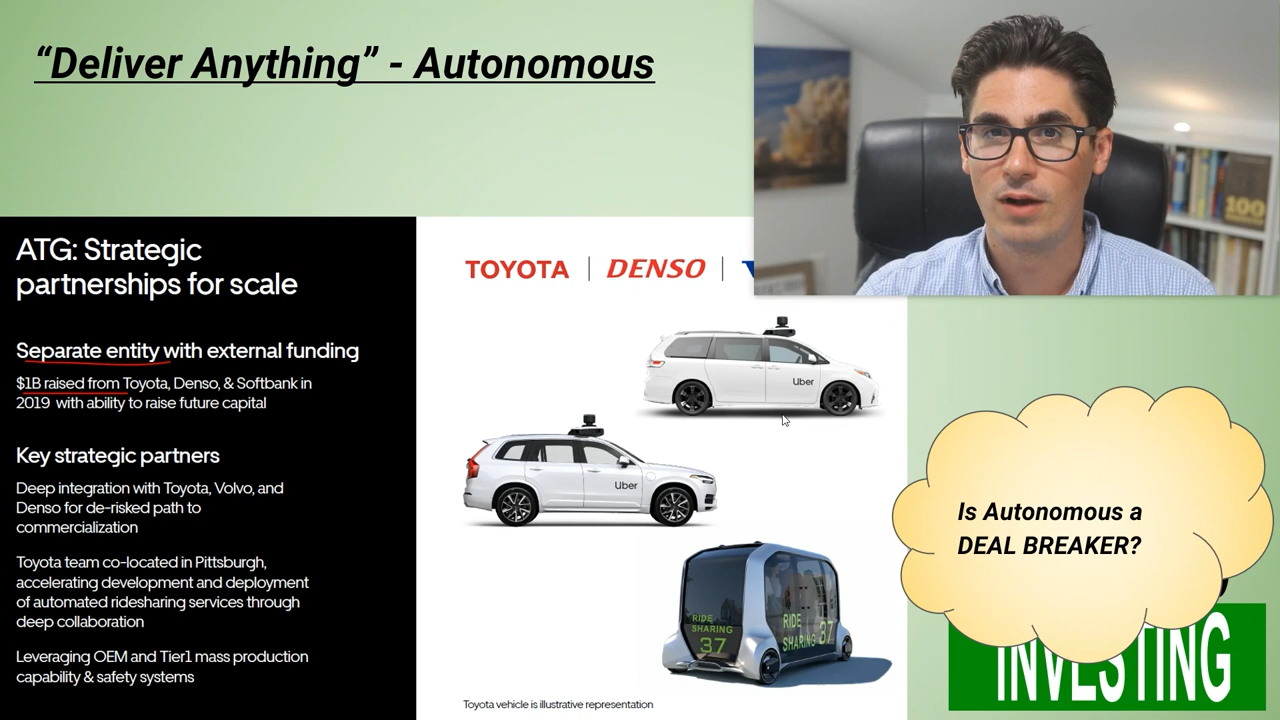 “Deliver Anything” - Autonomous
ATG: Strategic
partnerships for scale
Separate entity with external funding
$1B raised from Toyota, Denso, & Softbank in
2019 with ability to raise future capital
Key strategic partners
Deep integration with Toyota, Volvo, and
Denso for de-risked path to
commercialization
Toyota team co-located in Pittsburgh,
accelerating development and deployment
of automated ridesharing services through
deep collaboration
Leveraging OEM and Tier1 mass production
capability & safety systems
TOYOTA | DENSO |
Uber
Uber
RIDE
SHARING
37
RIDE
SHARING 37
Toyota vehicle is illustrative representation
100
Is Autonomous a
DEAL BREAKER?
INVESTING